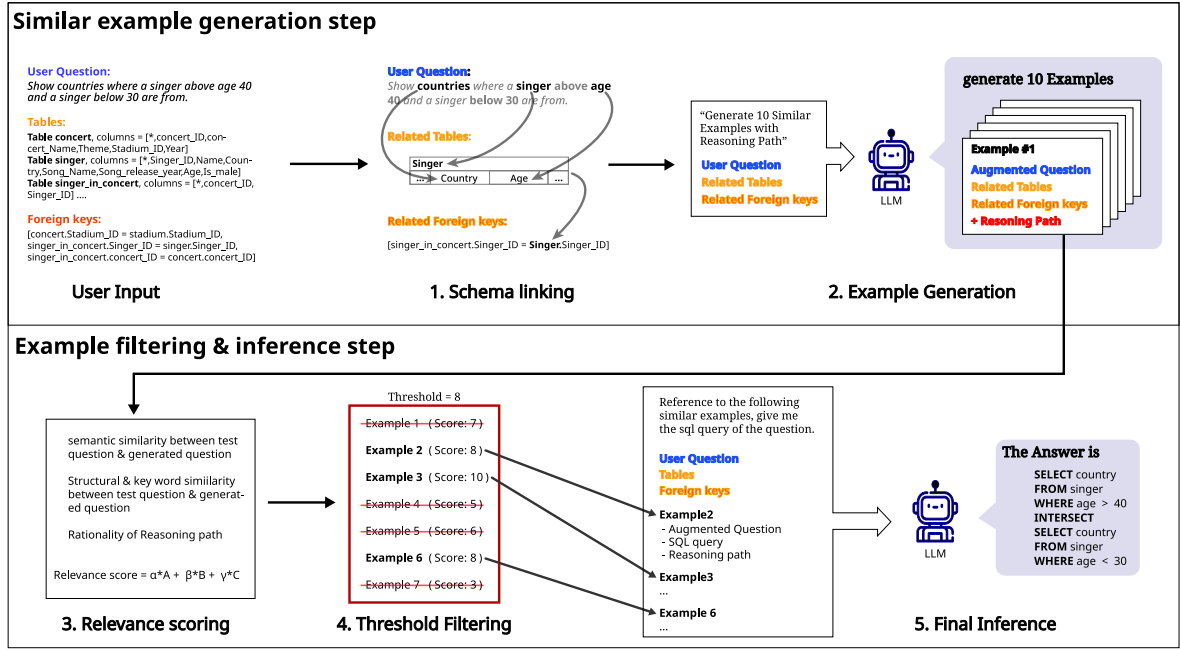 Similar example generation step
User Question:
Show countries where a singer above age 40
and a singer below 30 are from.
Tables:
Table concert, columns = [*,concert_ID,con-
cert_Name,Theme,Stadium_ID,Year]
Table singer, columns = [*,Singer_ID,Name,Coun-
try,Song_Name,Song_release_year,Age,Is_male]
Table singer_in_concert, columns = [*,concert_ID,
Singer_ID] ....
Foreign keys:
[concert.Stadium_ID = stadium.Stadium_ID,
singer_in_concert.Singer_ID = singer.Singer_ID,
singer_in_concert.concert_ID = concert.concert_ID]
User Input
User Question:
Show countries where a singer above age
40 and a singer below 30 are from.
Related Tables:
Singer
... Country Age ...
Related Foreign keys:
[singer_in_concert.Singer_ID = Singer.Singer_ID]
1. Schema linking
“Generate 10 Similar
Examples with
Reasoning Path”
User Question
Related Tables
Related Foreign keys
LLM
generate 10 Examples
Example #1
Augmented Question
Related Tables
Related Foreign keys
+ Resoning Path
2. Example Generation
Example filtering & inference step
semantic similarity between test
question & generated question
Structural & key word simiilarity
between test question & generat-
ed question
Rationality of Reasoning path
Relevance score = α*A + β*B + γ*C
3. Relevance scoring
Threshold = 8
Example 1 (Score: 7)
Example 2 (Score: 8)
Example 3 (Score: 10)
Example 4 (Score: 5)
Example 5 (Score: 6)
Example 6 (Score: 8)
Example 7 (Score: 3)
4. Threshold Filtering
Reference to the following
similar examples, give me
the sql query of the question.
User Question
Tables
Foreign keys
Example2
- Augmented Question
- SQL query
- Reasoning path
Example3
...
Example 6
...
LLM
The Answer is
SELECT country
FROM singer
WHERE age > 40
INTERSECT
SELECT country
FROM singer
WHERE age < 30
5. Final Inference